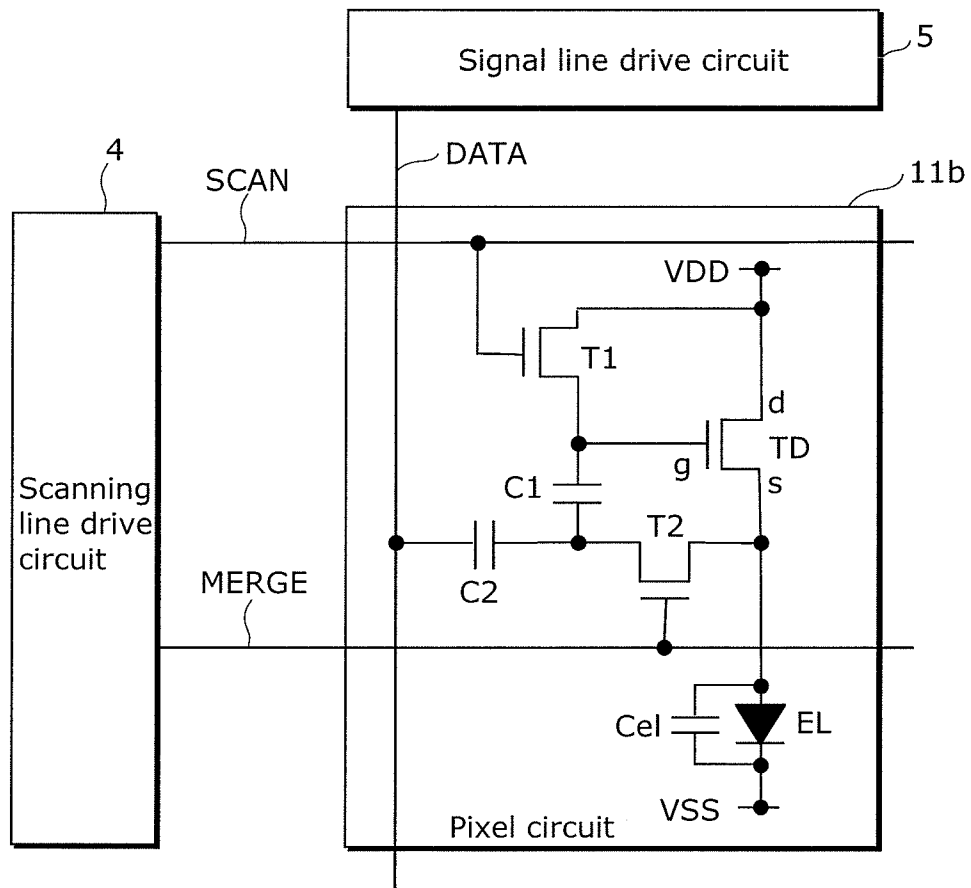 Signal line drive circuit
5
4
DATA
SCAN
11b
VDD
T1
d
TD
g
s
C1
T2
Scanning
line drive
circuit
C2
MERGE
Cel
EL
VSS
Pixel circuit